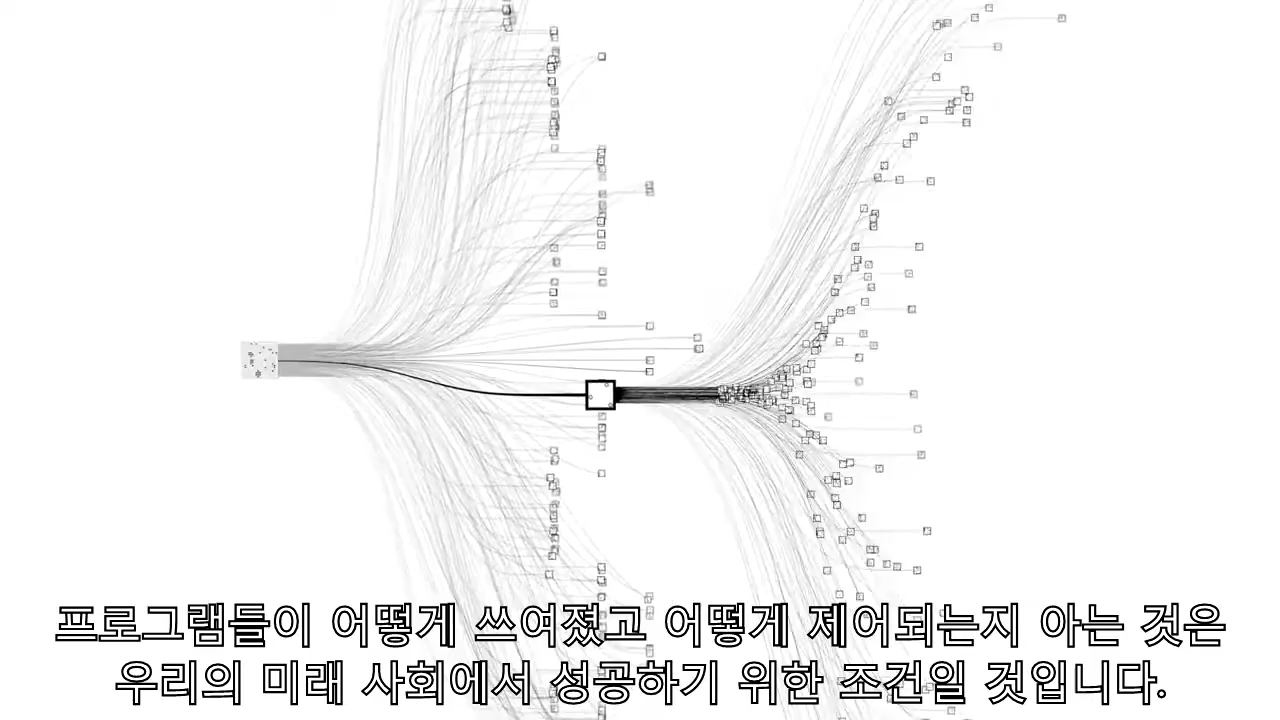 프로그램들이 어떻게 쓰여졌고 어떻게 제어되는지 아는 것은
우리의 미래 사회에서 성공하기 위한 조건일 것입니다.